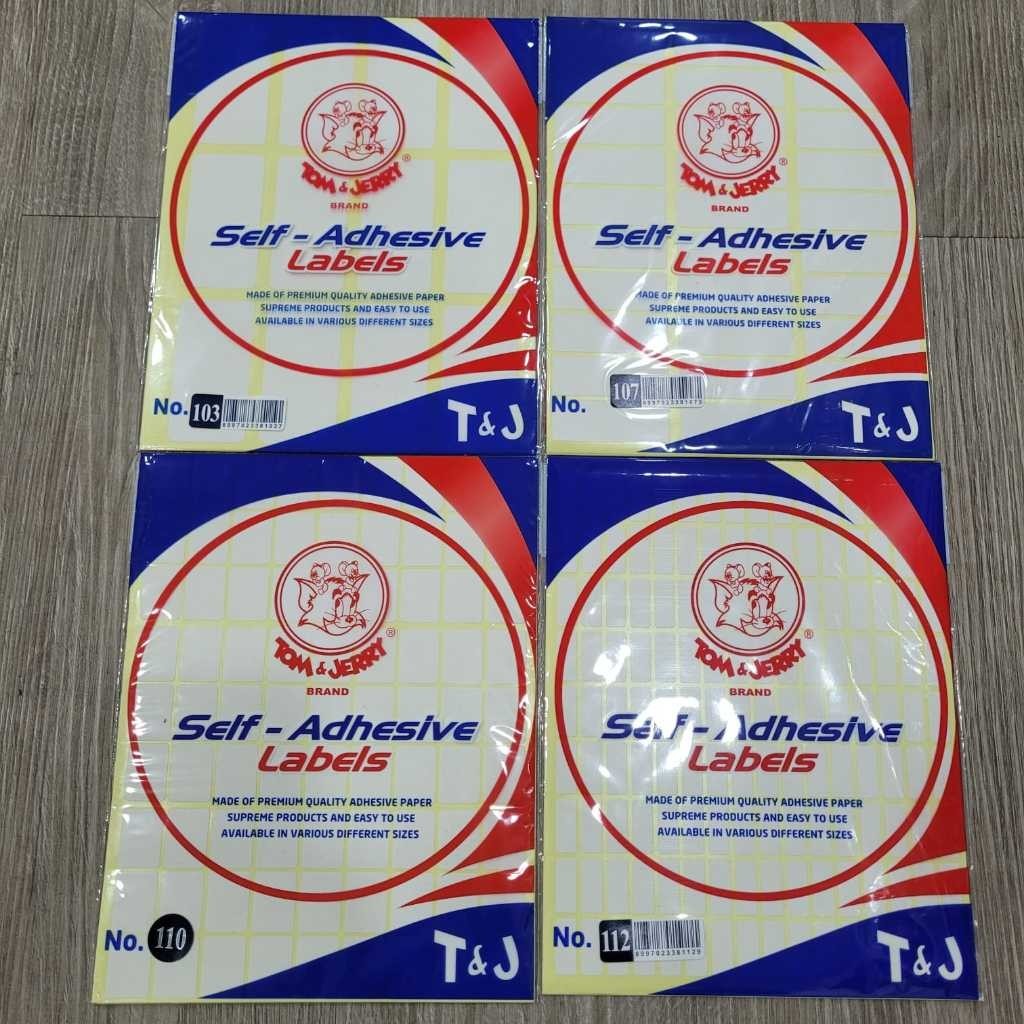 TOM & JERRY®
BRAND
Self - Adhesive
Labels
MADE OF PREMIUM QUALITY ADHESIVE PAPER
SUPREME PRODUCTS AND EASY TO USE
AVAILABLE IN VARIOUS DIFFERENT SIZES
No. 103
T&J
TOM & JERRY®
BRAND
Self - Adhesive
Labels
MADE OF PREMIUM QUALITY ADHESIVE PAPER
SUPREME PRODUCTS AND EASY TO USE
AVAILABLE IN VARIOUS DIFFERENT SIZES
No. 107
T&J
TOM & JERRY®
BRAND
Self - Adhesive
Labels
MADE OF PREMIUM QUALITY ADHESIVE PAPER
SUPREME PRODUCTS AND EASY TO USE
AVAILABLE IN VARIOUS DIFFERENT SIZES
No. 110
T&J
TOM & JERRY®
BRAND
Self - Adhesive
Labels
MADE OF PREMIUM QUALITY ADHESIVE PAPER
SUPREME PRODUCTS AND EASY TO USE
AVAILABLE IN VARIOUS DIFFERENT SIZES
No. 112
8997023381129
T&J